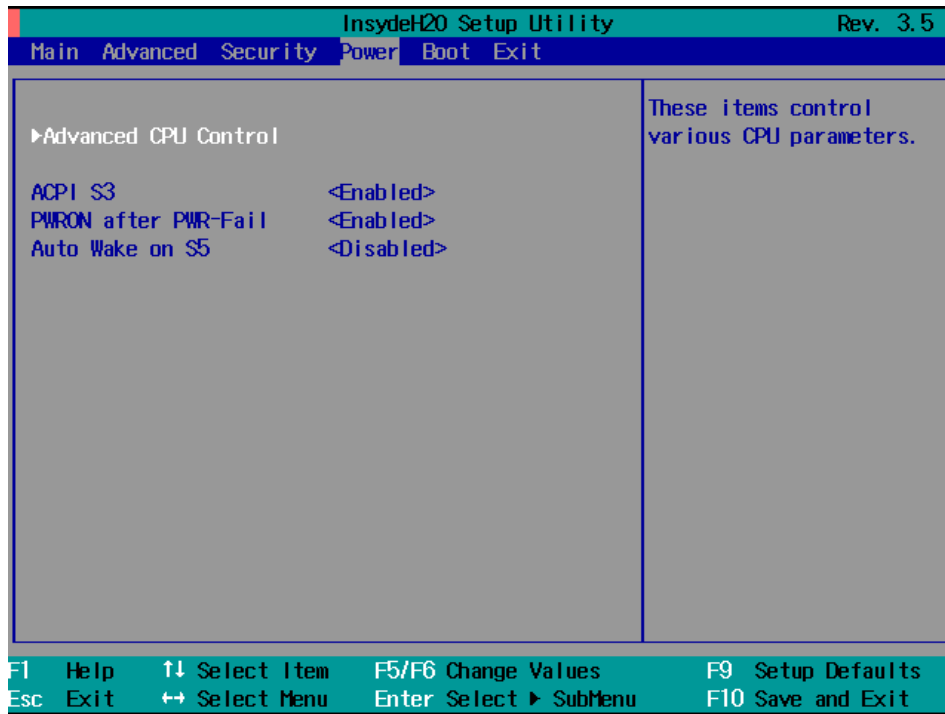 InsydeH2O Setup Utility Rev. 3.5
Main Advanced Security Power Boot Exit
▶Advanced CPU Control
ACPI S3 <Enabled>
PWRON after PWR-Fail <Enabled>
Auto Wake on S5 <Disabled>
These items control
various CPU parameters.
F1 Help ↑↓ Select Item F5/F6 Change Values F9 Setup Defaults
Esc Exit ↔ Select Menu Enter Select ▶ SubMenu F10 Save and Exit